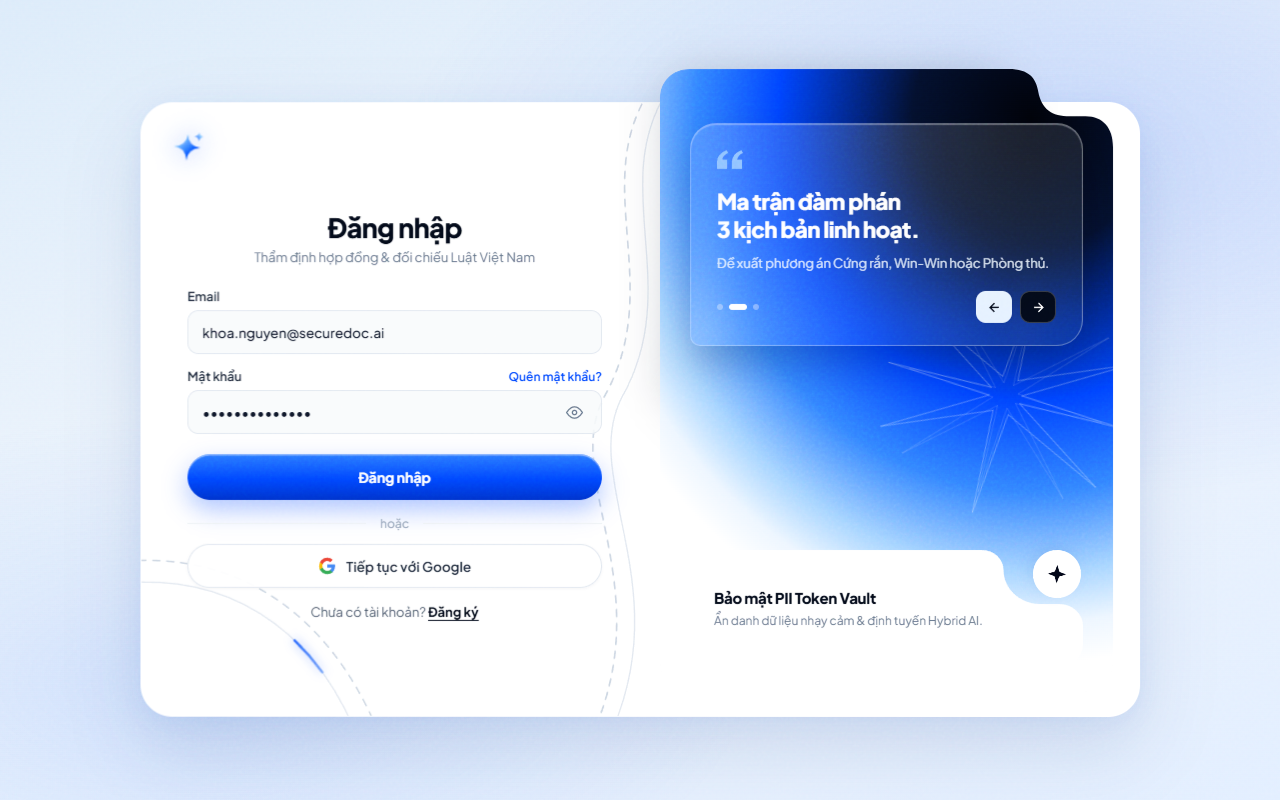 Đăng nhập
Thẩm định hợp đồng & đối chiếu Luật Việt Nam
Email
khoa.nguyen@securedoc.ai
Mật khẩu
Quên mật khẩu?
••••••••••••••
Đăng nhập
hoặc
Tiếp tục với Google
Chưa có tài khoản? Đăng ký
“
Ma trận đàm phán
3 kịch bản linh hoạt.
Đề xuất phương án Cứng rắn, Win-Win hoặc Phòng thủ.
Bảo mật PII Token Vault
Ẩn danh dữ liệu nhạy cảm & định tuyến Hybrid AI.